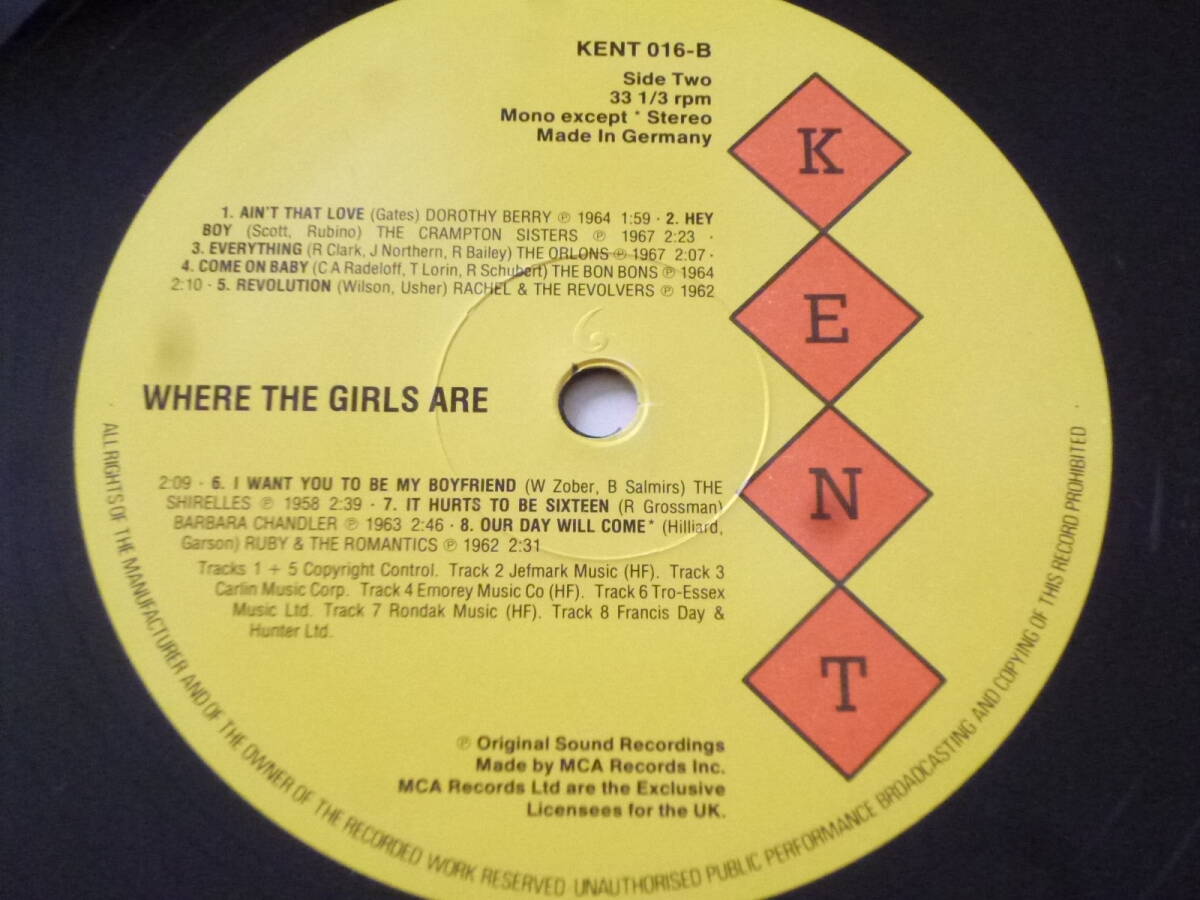 KENT 016-B
Side Two
33 1/3 rpm
Mono except * Stereo
Made In Germany
K
E
N
T
1. AIN'T THAT LOVE (Gates) DOROTHY BERRY ℗ 1964 1:59 · 2. HEY
BOY (Scott, Rubino) THE CRAMPTON SISTERS ℗ 1967 2:23 ·
3. EVERYTHING (R Clark, J Northern, R Bailey) THE ORLONS ℗ 1967 2:07 ·
4. COME ON BABY (C A Radeloff, T Lorin, R Schubert) THE BON BONS ℗ 1964
2:10 · 5. REVOLUTION (Wilson, Usher) RACHEL & THE REVOLVERS ℗ 1962
WHERE THE GIRLS ARE
2:09 · 6. I WANT YOU TO BE MY BOYFRIEND (W Zober, B Salmirs) THE
SHIRELLES ℗ 1958 2:39 · 7. IT HURTS TO BE SIXTEEN (R Grossman)
BARBARA CHANDLER ℗ 1963 2:46 · 8. OUR DAY WILL COME* (Hilliard,
Garson) RUBY & THE ROMANTICS ℗ 1962 2:31
Tracks 1 + 5 Copyright Control. Track 2 Jefmark Music (HF). Track 3
Carlin Music Corp. Track 4 Emorey Music Co (HF). Track 6 Tro-Essex
Music Ltd. Track 7 Rondak Music (HF). Track 8 Francis Day &
Hunter Ltd.
℗ Original Sound Recordings
Made by MCA Records Inc.
MCA Records Ltd are the Exclusive
Licensees for the UK.
ALL RIGHTS OF THE MANUFACTURER AND OF THE OWNER OF THE RECORDED WORK RESERVED · UNAUTHORISED PUBLIC PERFORMANCE BROADCASTING AND COPYING OF THIS RECORD PROHIBITED ·